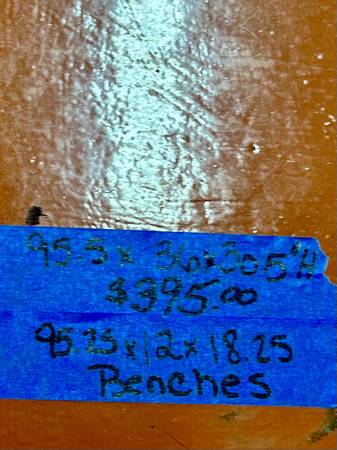 95.5 x 36 x 30.5"H
$395.00
95.25 x 12 x 18.25
Benches